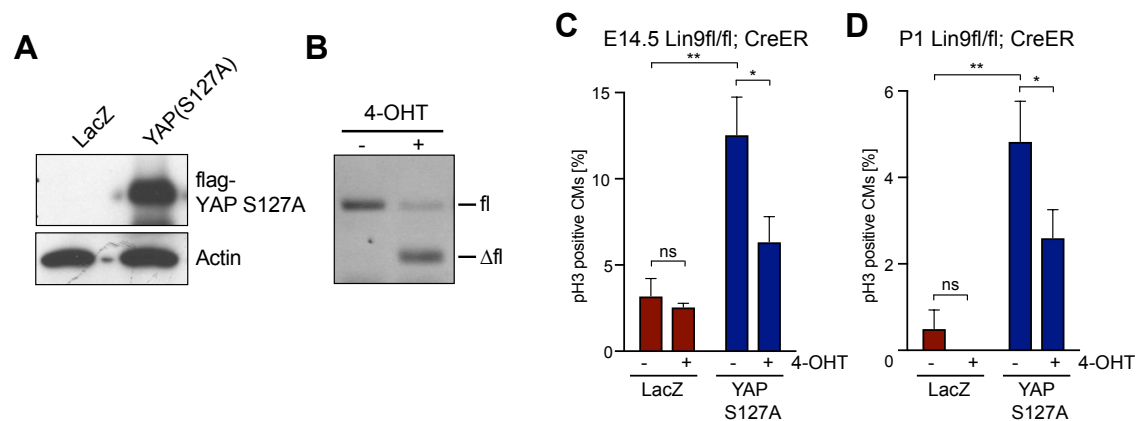 A
LacZ
YAP(S127A)
flag-
YAP S127A
Actin
B
4-OHT
- +
fl
Δfl
C
E14.5 Lin9fl/fl; CreER
pH3 positive CMs [%]
15
10
5
0
**
*
ns
- + - + 4-OHT
LacZ YAP
S127A
D
P1 Lin9fl/fl; CreER
pH3 positive CMs [%]
6
4
2
0
**
*
ns
- + - + 4-OHT
LacZ YAP
S127A